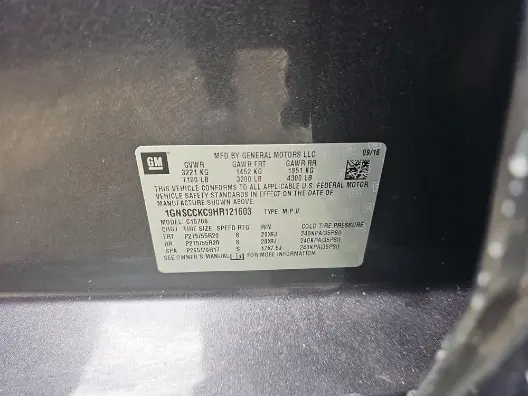 GM
MFD BY GENERAL MOTORS LLC
09/16
GVWR GAWR FRT GAWR RR
3221 KG 1452 KG 1951 KG
7100 LB 3200 LB 4300 LB
THIS VEHICLE CONFORMS TO ALL APPLICABLE U.S. FEDERAL MOTOR
VEHICLE SAFETY STANDARDS IN EFFECT ON THE DATE OF
MANUFACTURE SHOWN ABOVE.
1GNSCCKC9HR121603 TYPE: M.P.V.
MODEL: C15706
TIRE SIZE SPEED RTG RIM COLD TIRE PRESSURE
FRT P275/55R20 S 20X9J 240KPA(35PSI)
RR P275/55R20 S 20X9J 240KPA(35PSI)
SPA S 241KPA(35PSI)
SEE OWNER'S MANUAL FOR MORE INFORMATION